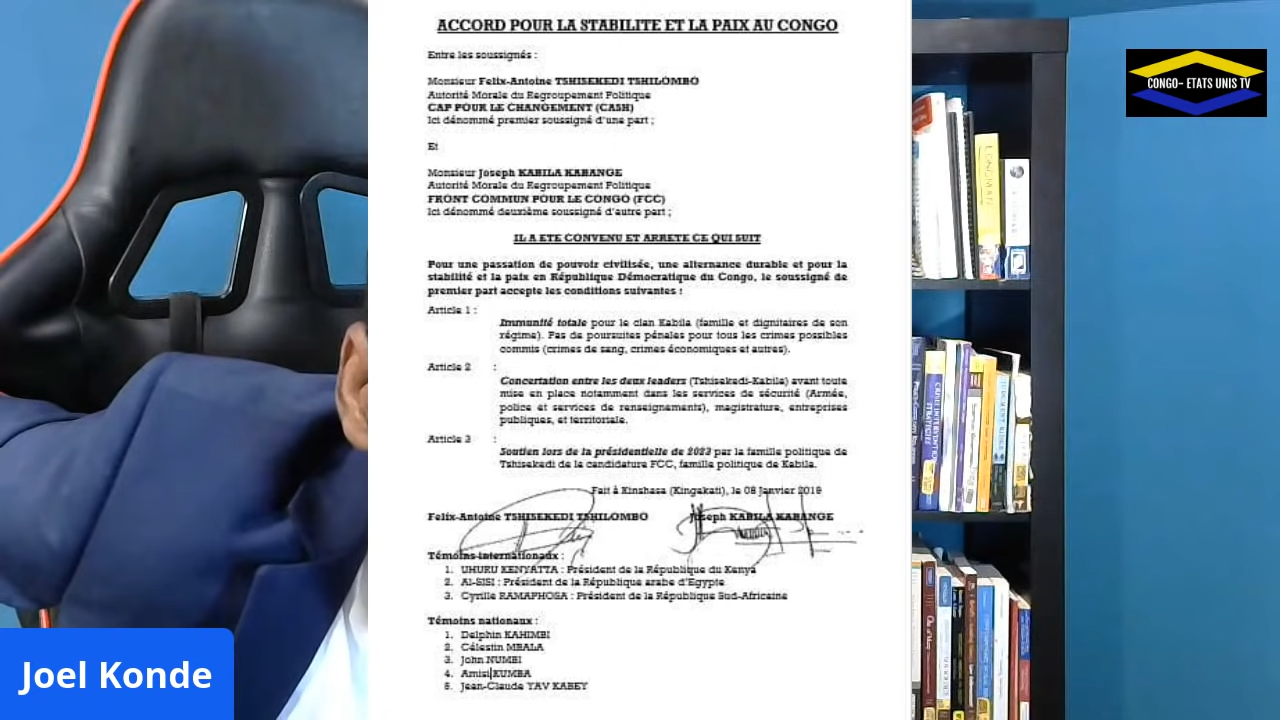 ACCORD POUR LA STABILITE ET LA PAIX AU CONGO
Entre les soussignés :
Monsieur Felix-Antoine TSHISEKEDI TSHILOMBO
Autorité Morale du Regroupement Politique
CAP POUR LE CHANGEMENT (CASH)
Ici dénommé premier soussigné d'une part ;
Et
Monsieur Joseph KABILA KABANGE
Autorité Morale du Regroupement Politique
FRONT COMMUN POUR LE CONGO (FCC)
Ici dénommé deuxième soussigné d'autre part ;
IL A ETE CONVENU ET ARRETE CE QUI SUIT
Pour une passation de pouvoir civilisée, une alternance durable et pour la
stabilité et la paix en République Démocratique du Congo, le soussigné de
premier part accepte les conditions suivantes :
Article 1 :
Immunité totale pour le clan Kabila (famille et dignitaires de son
régime). Pas de poursuites pénales pour tous les crimes possibles
commis (crimes de sang, crimes économiques et autres).
Article 2 :
Concertation entre les deux leaders (Tshisekedi-Kabila) avant toute
mise en place notamment dans les services de sécurité (Armée,
police et services de renseignements), magistrature, entreprises
publiques, et territoriale.
Article 3 :
Soutien lors de la présidentielle de 2023 par la famille politique de
Tshisekedi de la candidature FCC, famille politique de Kabila.
Fait à Kinshasa (Kingakati), le 08 Janvier 2019
Felix-Antoine TSHISEKEDI TSHILOMBO Joseph KABILA KABANGE
Témoins internationaux :
1. UHURU KENYATTA : Président de la République du Kenya
2. Al-SISI : Président de la République arabe d'Egypte
3. Cyrille RAMAPHOSA : Président de la République Sud-Africaine
Témoins nationaux :
1. Delphin KAHIMBI
2. Célestin MBALA
3. John NUMBI
4. Amisi KUMBA
5. Jean-Claude YAV KABEY
CONGO- ETATS UNIS TV
Joel Konde